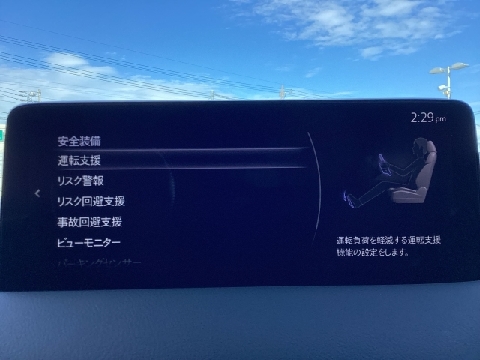 2:29 pm
安全装備
運転支援
リスク警報
リスク回避支援
事故回避支援
ビューモニター
運転負荷を軽減する運転支援
機能の設定をします。